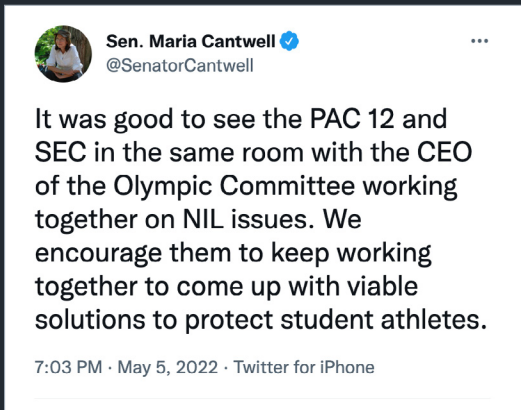 Sen. Maria Cantwell
@SenatorCantwell
It was good to see the PAC 12 and
SEC in the same room with the CEO
of the Olympic Committee working
together on NIL issues. We
encourage them to keep working
together to come up with viable
solutions to protect student athletes.
7:03 PM · May 5, 2022 · Twitter for iPhone